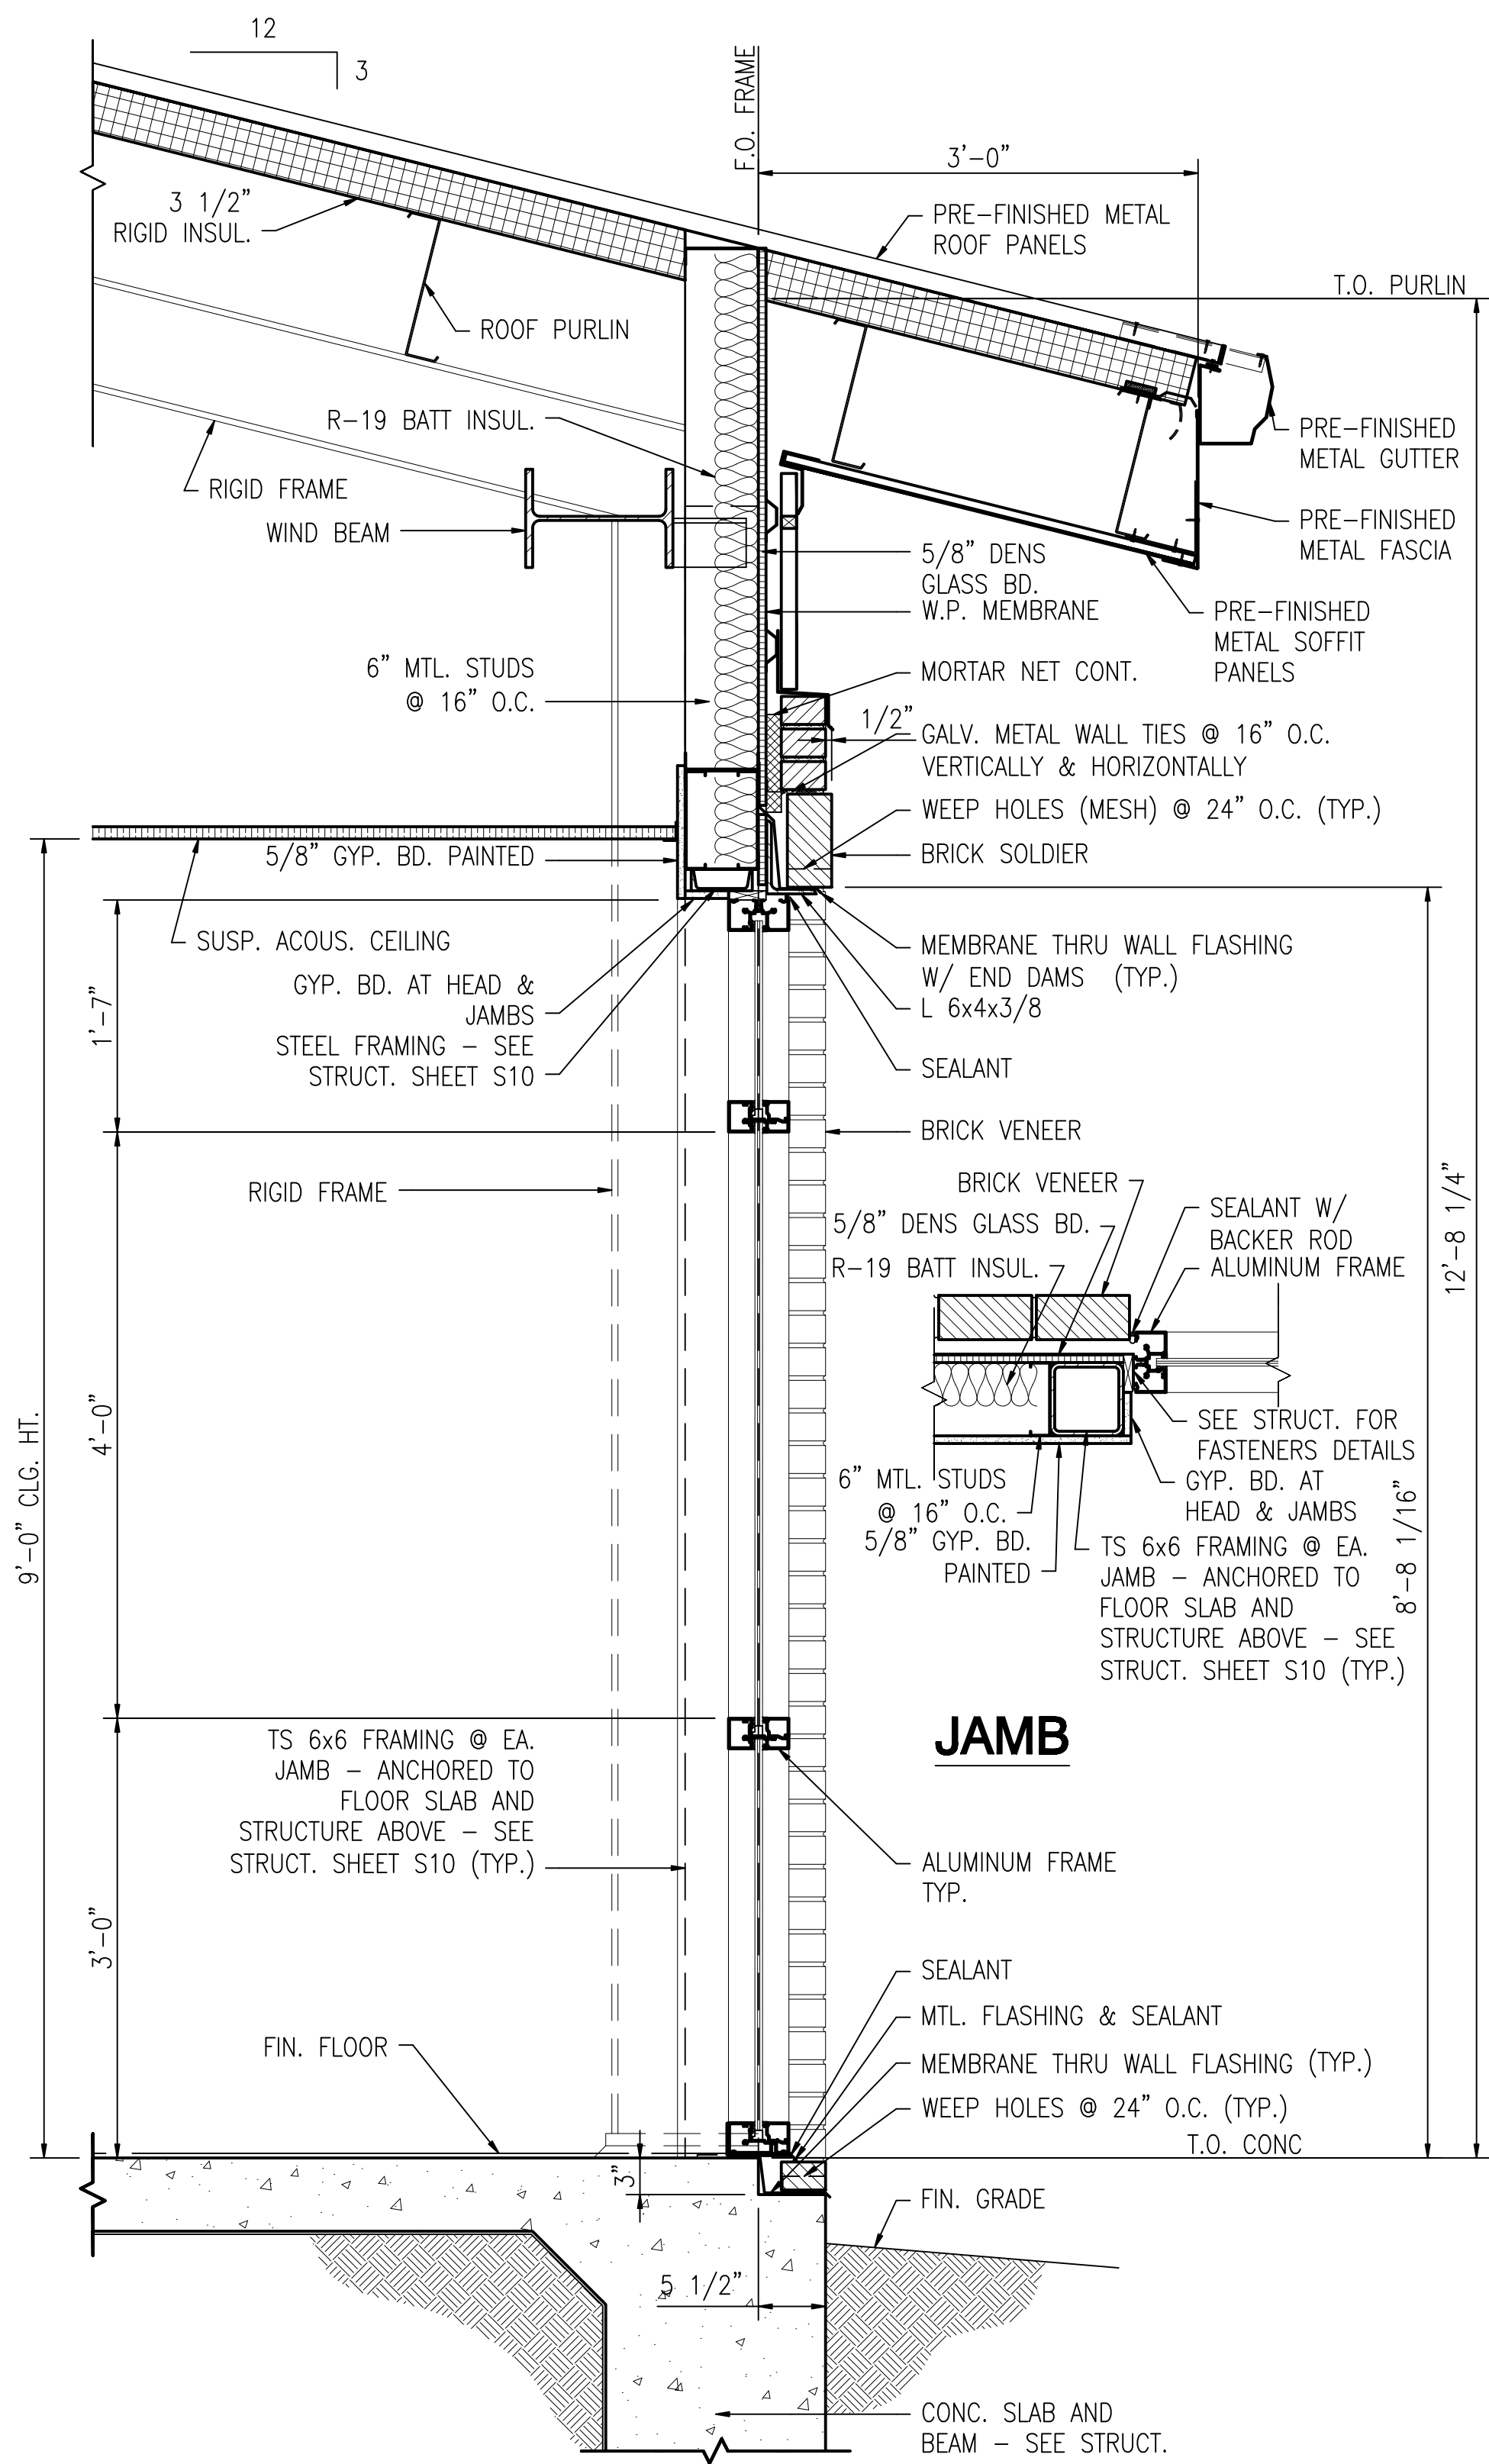 12
3
F.O. FRAME
3'-0"
3 1/2"
RIGID INSUL.
PRE-FINISHED METAL
ROOF PANELS
T.O. PURLIN
ROOF PURLIN
R-19 BATT INSUL.
PRE-FINISHED
METAL GUTTER
RIGID FRAME
WIND BEAM
PRE-FINISHED
METAL FASCIA
5/8" DENS
GLASS BD.
W.P. MEMBRANE
PRE-FINISHED
METAL SOFFIT
PANELS
6" MTL. STUDS
@ 16" O.C.
MORTAR NET CONT.
1/2"
GALV. METAL WALL TIES @ 16" O.C.
VERTICALLY & HORIZONTALLY
WEEP HOLES (MESH) @ 24" O.C. (TYP.)
5/8" GYP. BD. PAINTED
BRICK SOLDIER
SUSP. ACOUS. CEILING
MEMBRANE THRU WALL FLASHING
W/ END DAMS (TYP.)
L 6x4x3/8
GYP. BD. AT HEAD &
JAMBS
STEEL FRAMING - SEE
STRUCT. SHEET S10
1'-7"
SEALANT
BRICK VENEER
RIGID FRAME
BRICK VENEER
5/8" DENS GLASS BD.
R-19 BATT INSUL.
SEALANT W/
BACKER ROD
ALUMINUM FRAME
12'-8 1/4"
4'-0"
9'-0" CLG. HT.
SEE STRUCT. FOR
FASTENERS DETAILS
GYP. BD. AT
HEAD & JAMBS
6" MTL. STUDS
@ 16" O.C.
5/8" GYP. BD.
PAINTED
TS 6x6 FRAMING @ EA.
JAMB - ANCHORED TO
FLOOR SLAB AND
STRUCTURE ABOVE - SEE
STRUCT. SHEET S10 (TYP.)
8'-8 1/16"
JAMB
TS 6x6 FRAMING @ EA.
JAMB - ANCHORED TO
FLOOR SLAB AND
STRUCTURE ABOVE - SEE
STRUCT. SHEET S10 (TYP.)
ALUMINUM FRAME
TYP.
3'-0"
SEALANT
MTL. FLASHING & SEALANT
FIN. FLOOR
MEMBRANE THRU WALL FLASHING (TYP.)
WEEP HOLES @ 24" O.C. (TYP.)
T.O. CONC
3"
FIN. GRADE
5 1/2"
CONC. SLAB AND
BEAM - SEE STRUCT.